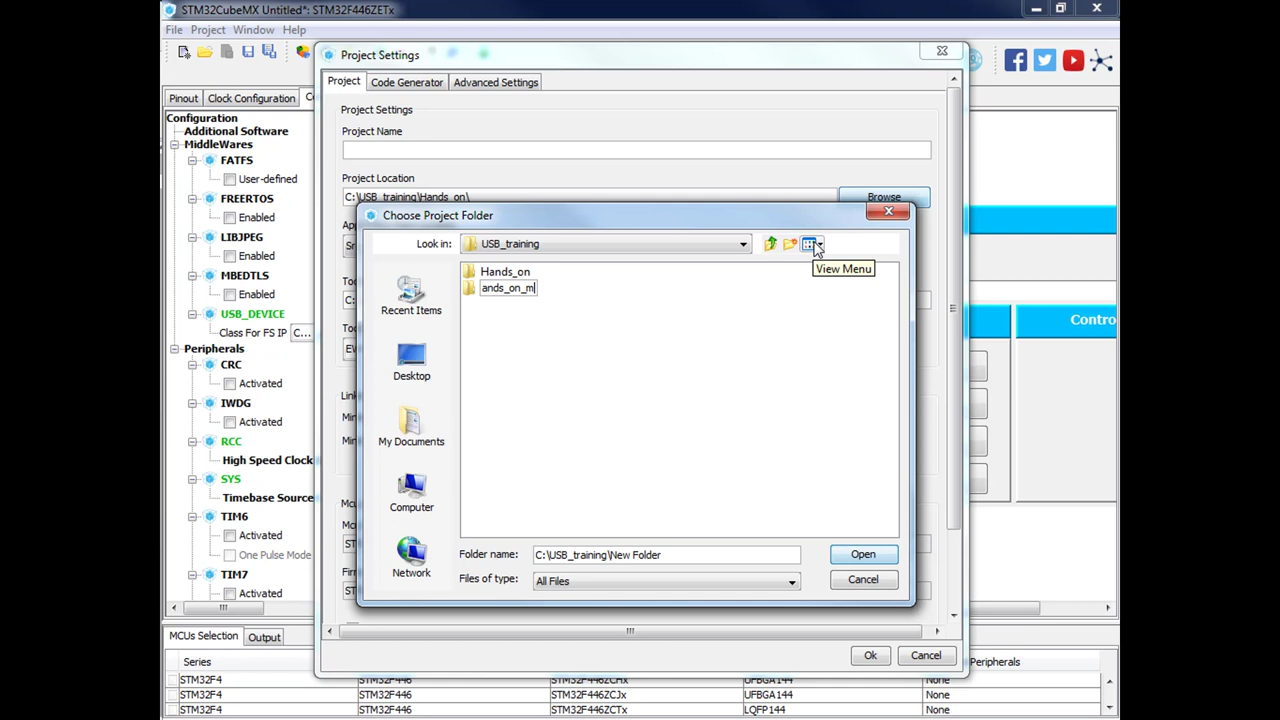 STM32CubeMX Untitled*: STM32F446ZETx
File Project Window Help
Project Settings
Pinout Clock Configuration
Project Code Generator Advanced Settings
Configuration
Additional Software
MiddleWares
FATFS
User-defined
FREERTOS
Enabled
LIBJPEG
Enabled
MBEDTLS
Enabled
USB_DEVICE
Class For FS IP C...
Peripherals
CRC
Activated
IWDG
Activated
RCC
High Speed Clock
SYS
Timebase Source
TIM6
Activated
One Pulse Mode
TIM7
Activated
Project Settings
Project Name
Project Location
C:\USB_training\Hands_on\
Browse
Choose Project Folder
Look in: USB_training
View Menu
Hands_on
ands_on_m
Recent Items
Desktop
My Documents
Computer
Network
Folder name: C:\USB_training\New Folder
Open
Files of type: All Files
Cancel
Contro
Ok Cancel
MCUs Selection Output
Series
Peripherals
STM32F4 STM32F446 STM32F446ZCHx UFBGA144 None
STM32F4 STM32F446 STM32F446ZCJx UFBGA144 None
STM32F4 STM32F446 STM32F446ZCTx LQFP144 None